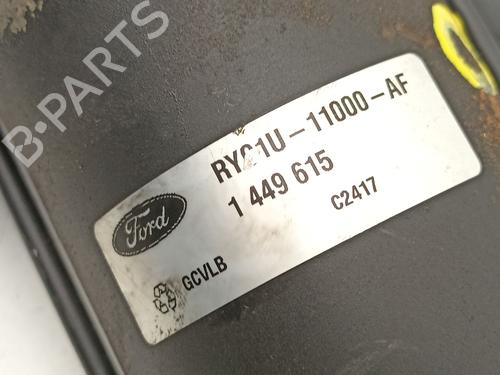 B-PARTS
RYC1U-11000-AF
1 449 615
C2417
Ford
GCVLB